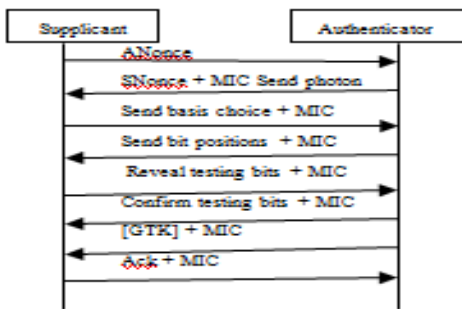 Supplicant
Authenticator
ANonce
SNonce + MIC Send photon
Send basis choice + MIC
Send bit positions + MIC
Reveal testing bits + MIC
Confirm testing bits + MIC
[GTK] + MIC
Ack + MIC